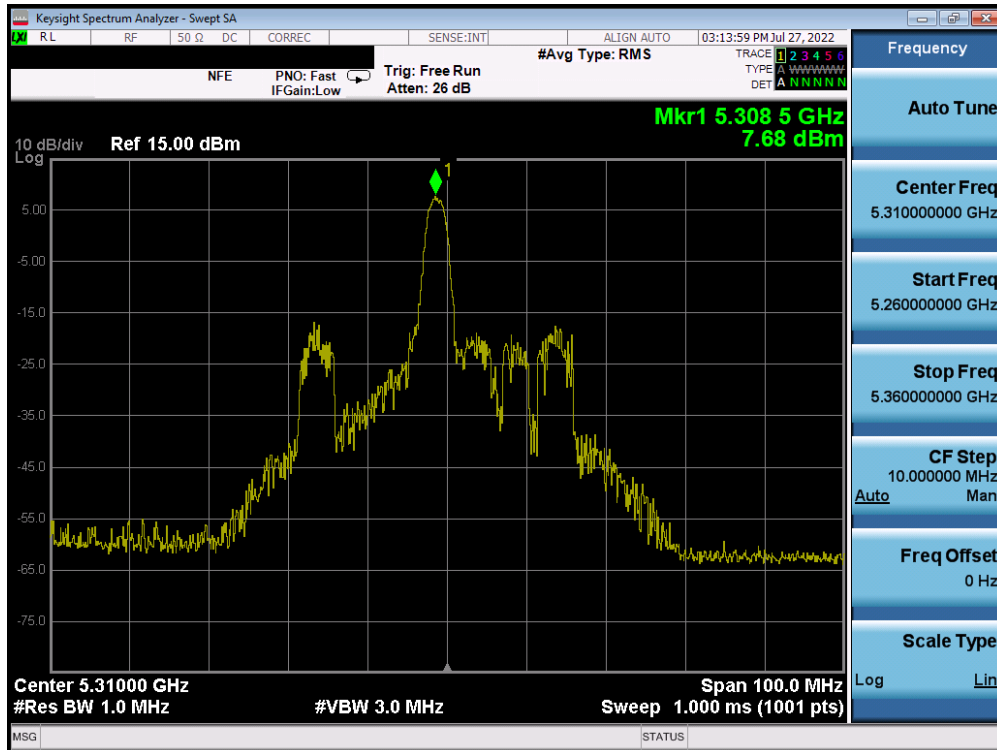 Keysight Spectrum Analyzer - Swept SA
LXI RL RF 50 Ω DC CORREC SENSE:INT ALIGN AUTO 03:13:59 PM Jul 27, 2022
NFE PNO: Fast Trig: Free Run #Avg Type: RMS TRACE 1 2 3 4 5 6
IFGain:Low Atten: 26 dB TYPE A WWWWW
DET A N N N N N
Mkr1 5.308 5 GHz
7.68 dBm
10 dB/div Ref 15.00 dBm
Log
1
5.00
-5.00
-15.0
-25.0
-35.0
-45.0
-55.0
-65.0
-75.0
Center 5.31000 GHz Span 100.0 MHz
#Res BW 1.0 MHz #VBW 3.0 MHz Sweep 1.000 ms (1001 pts)
MSG STATUS
Frequency
Auto Tune
Center Freq
5.310000000 GHz
Start Freq
5.260000000 GHz
Stop Freq
5.360000000 GHz
CF Step
10.000000 MHz
Auto Man
Freq Offset
0 Hz
Scale Type
Log Lin